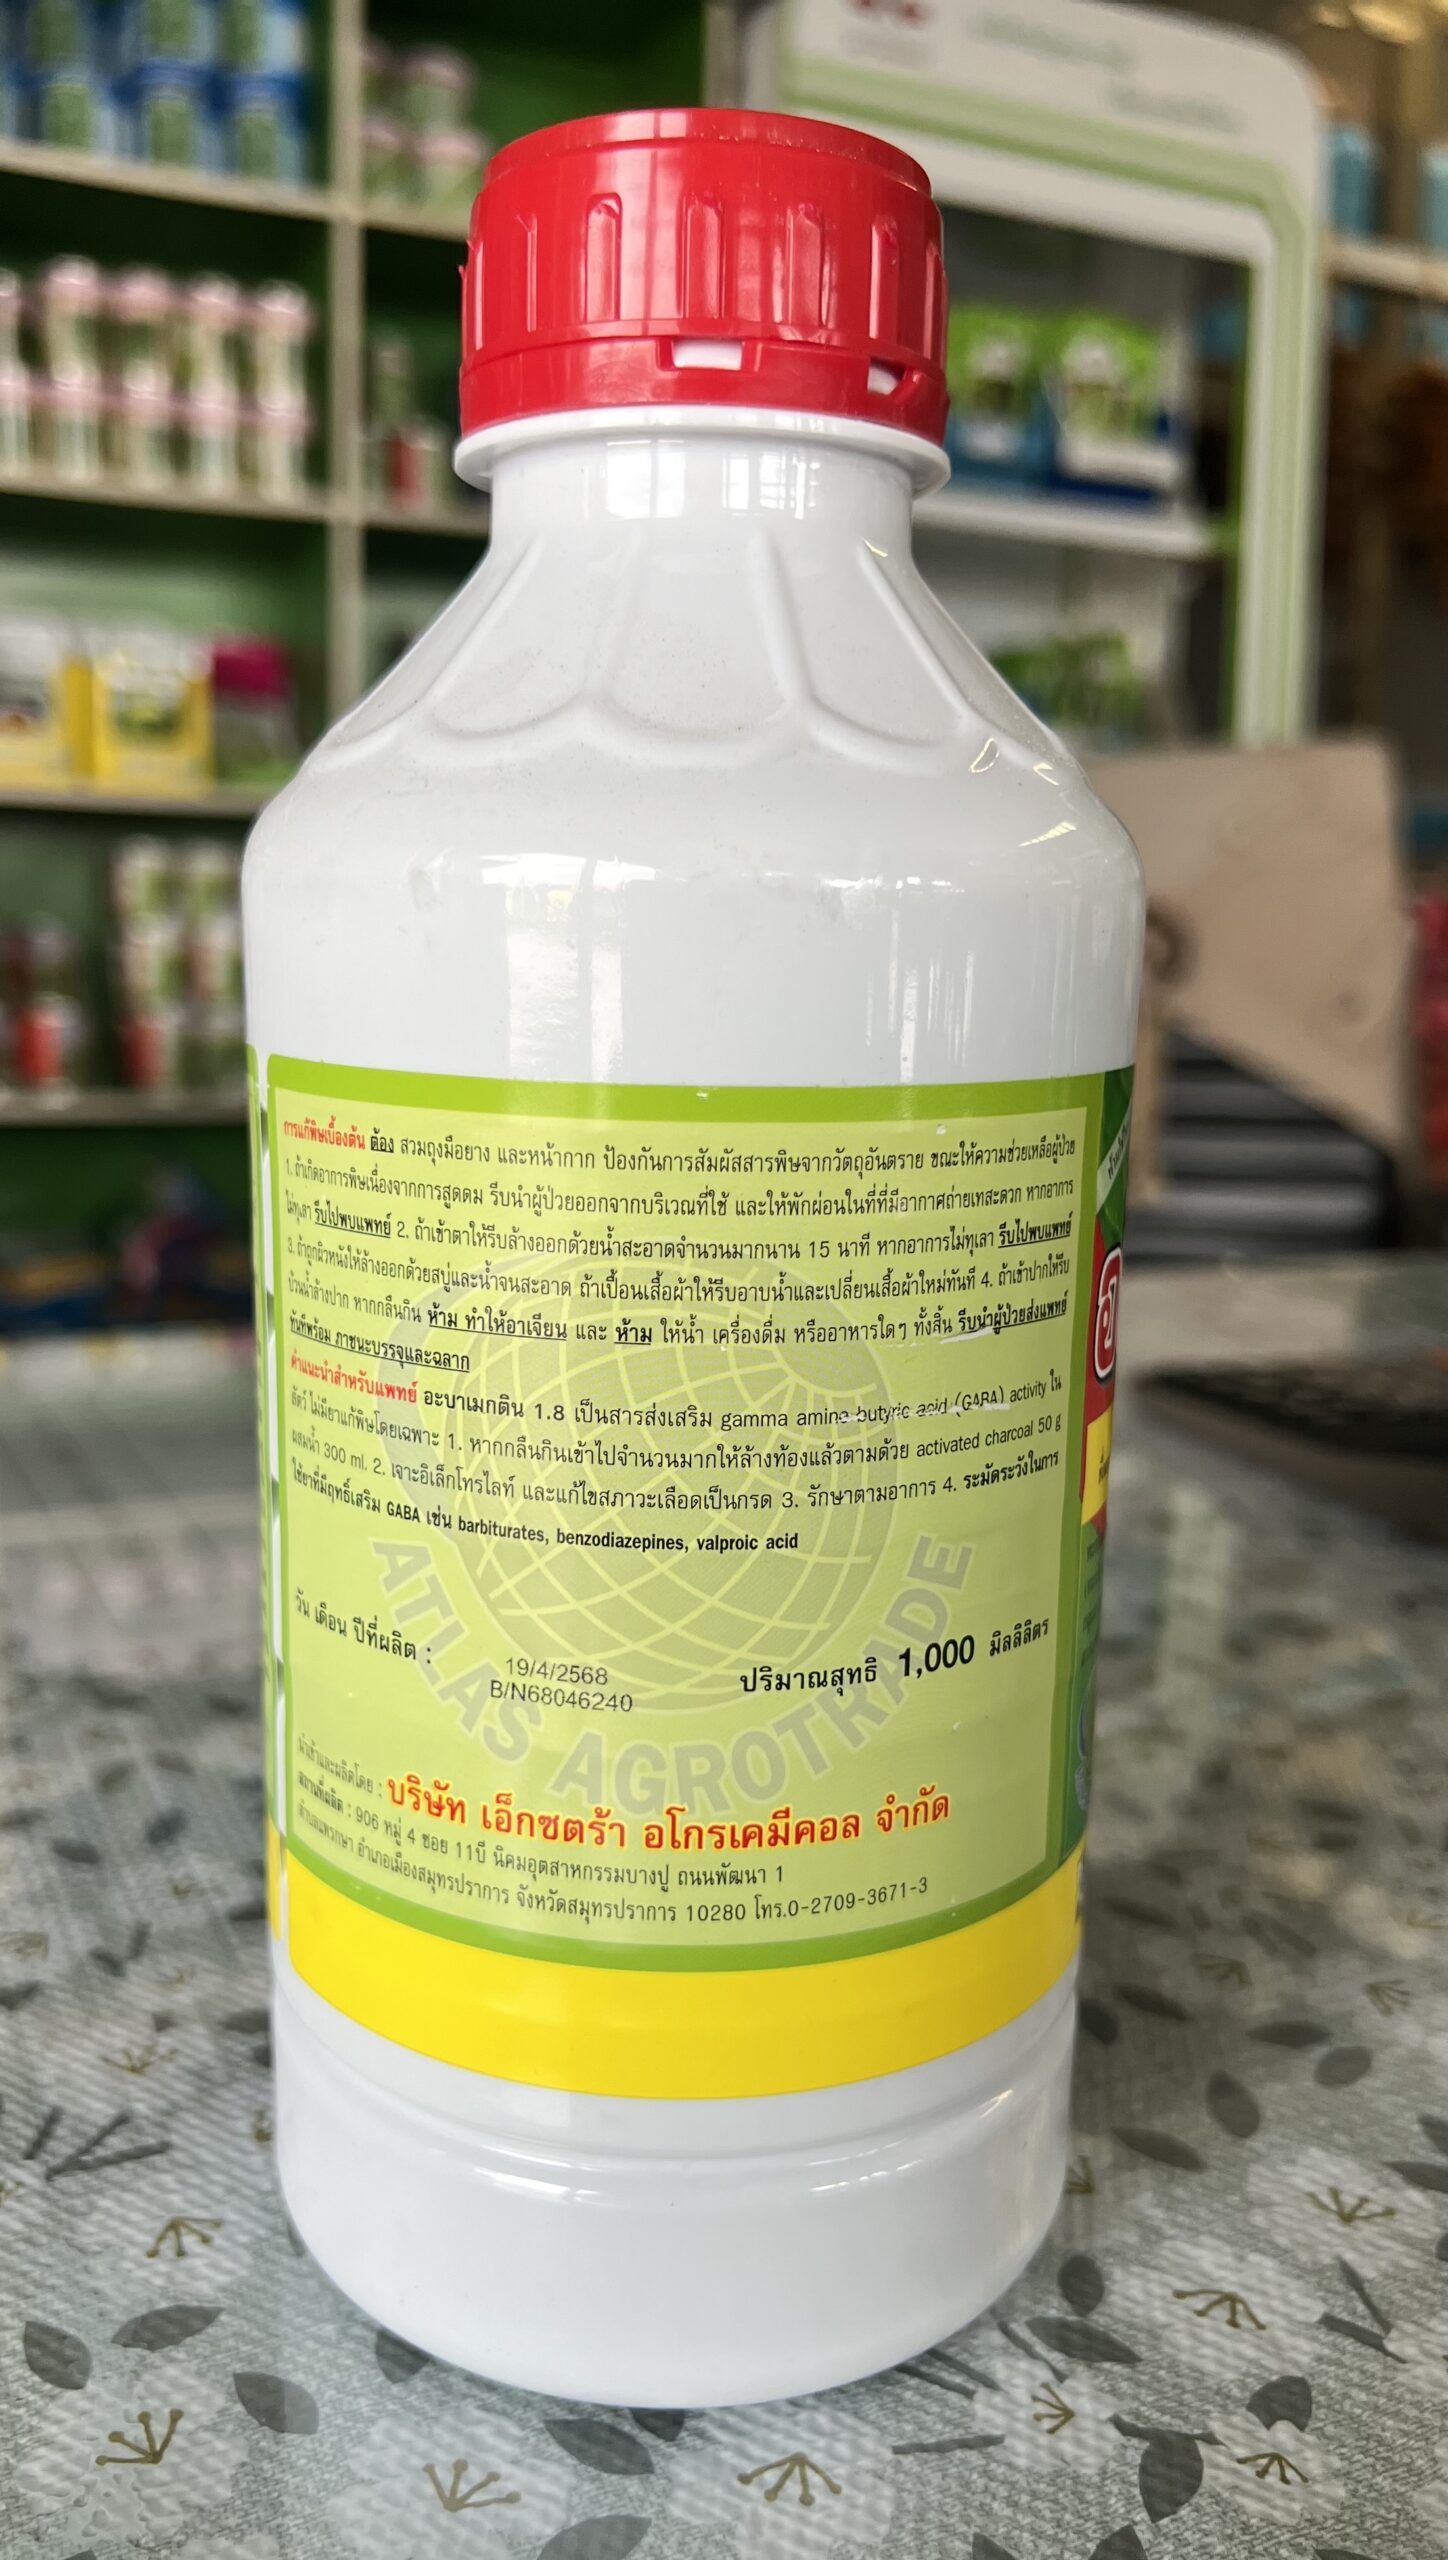 การแก้พิษเบื้องต้น ต้อง สวมถุงมือยาง และหน้ากาก ป้องกันการสัมผัสสารพิษจากวัตถุอันตราย ขณะให้ความช่วยเหลือผู้ป่วย
1. ถ้าเกิดอาการพิษเนื่องจากการสูดดม รีบนำผู้ป่วยออกจากบริเวณที่ใช้ และให้พักผ่อนในที่ที่มีอากาศถ่ายเทสะดวก หากอาการ
ไม่ทุเลา รีบไปพบแพทย์ 2. ถ้าเข้าตาให้รีบล้างออกด้วยน้ำสะอาดจำนวนมากนาน 15 นาที หากอาการไม่ทุเลา รีบไปพบแพทย์
3. ถ้าถูกผิวหนังให้ล้างออกด้วยสบู่และน้ำจนสะอาด ถ้าเปื้อนเสื้อผ้าให้รีบอาบน้ำและเปลี่ยนเสื้อผ้าใหม่ทันที 4. ถ้าเข้าปากให้รีบ
บ้วนน้ำล้างปาก หากกลืนกิน ห้าม ทำให้อาเจียน และ ห้าม ให้น้ำ เครื่องดื่ม หรืออาหารใดๆ ทั้งสิ้น รีบนำผู้ป่วยส่งแพทย์
ทันทีพร้อม ภาชนะบรรจุและฉลาก
คำแนะนำสำหรับแพทย์ อะบาเมกติน 1.8 เป็นสารส่งเสริม gamma amino butyric acid (GABA) activity ใน
สัตว์ ไม่มียาแก้พิษโดยเฉพาะ 1. หากกลืนกินเข้าไปจำนวนมากให้ล้างท้องแล้วตามด้วย activated charcoal 50 g
ผสมน้ำ 300 ml. 2. เจาะอิเล็กโทรไลท์ และแก้ไขสภาวะเลือดเป็นกรด 3. รักษาตามอาการ 4. ระมัดระวังในการ
ใช้ยาที่มีฤทธิ์เสริม GABA เช่น barbiturates, benzodiazepines, valproic acid
ATLAS AGROTRADE
วัน เดือน ปีที่ผลิต :
19/4/2568
B/N68046240
ปริมาณสุทธิ 1,000 มิลลิลิตร
นำเข้าและผลิตโดย : บริษัท เอ็กซตร้า อโกรเคมีคอล จำกัด
สถานที่ผลิต : 906 หมู่ 4 ซอย 11บี นิคมอุตสาหกรรมบางปู ถนนพัฒนา 1
ตำบลแพรกษา อำเภอเมืองสมุทรปราการ จังหวัดสมุทรปราการ 10280 โทร.0-2709-3671-3